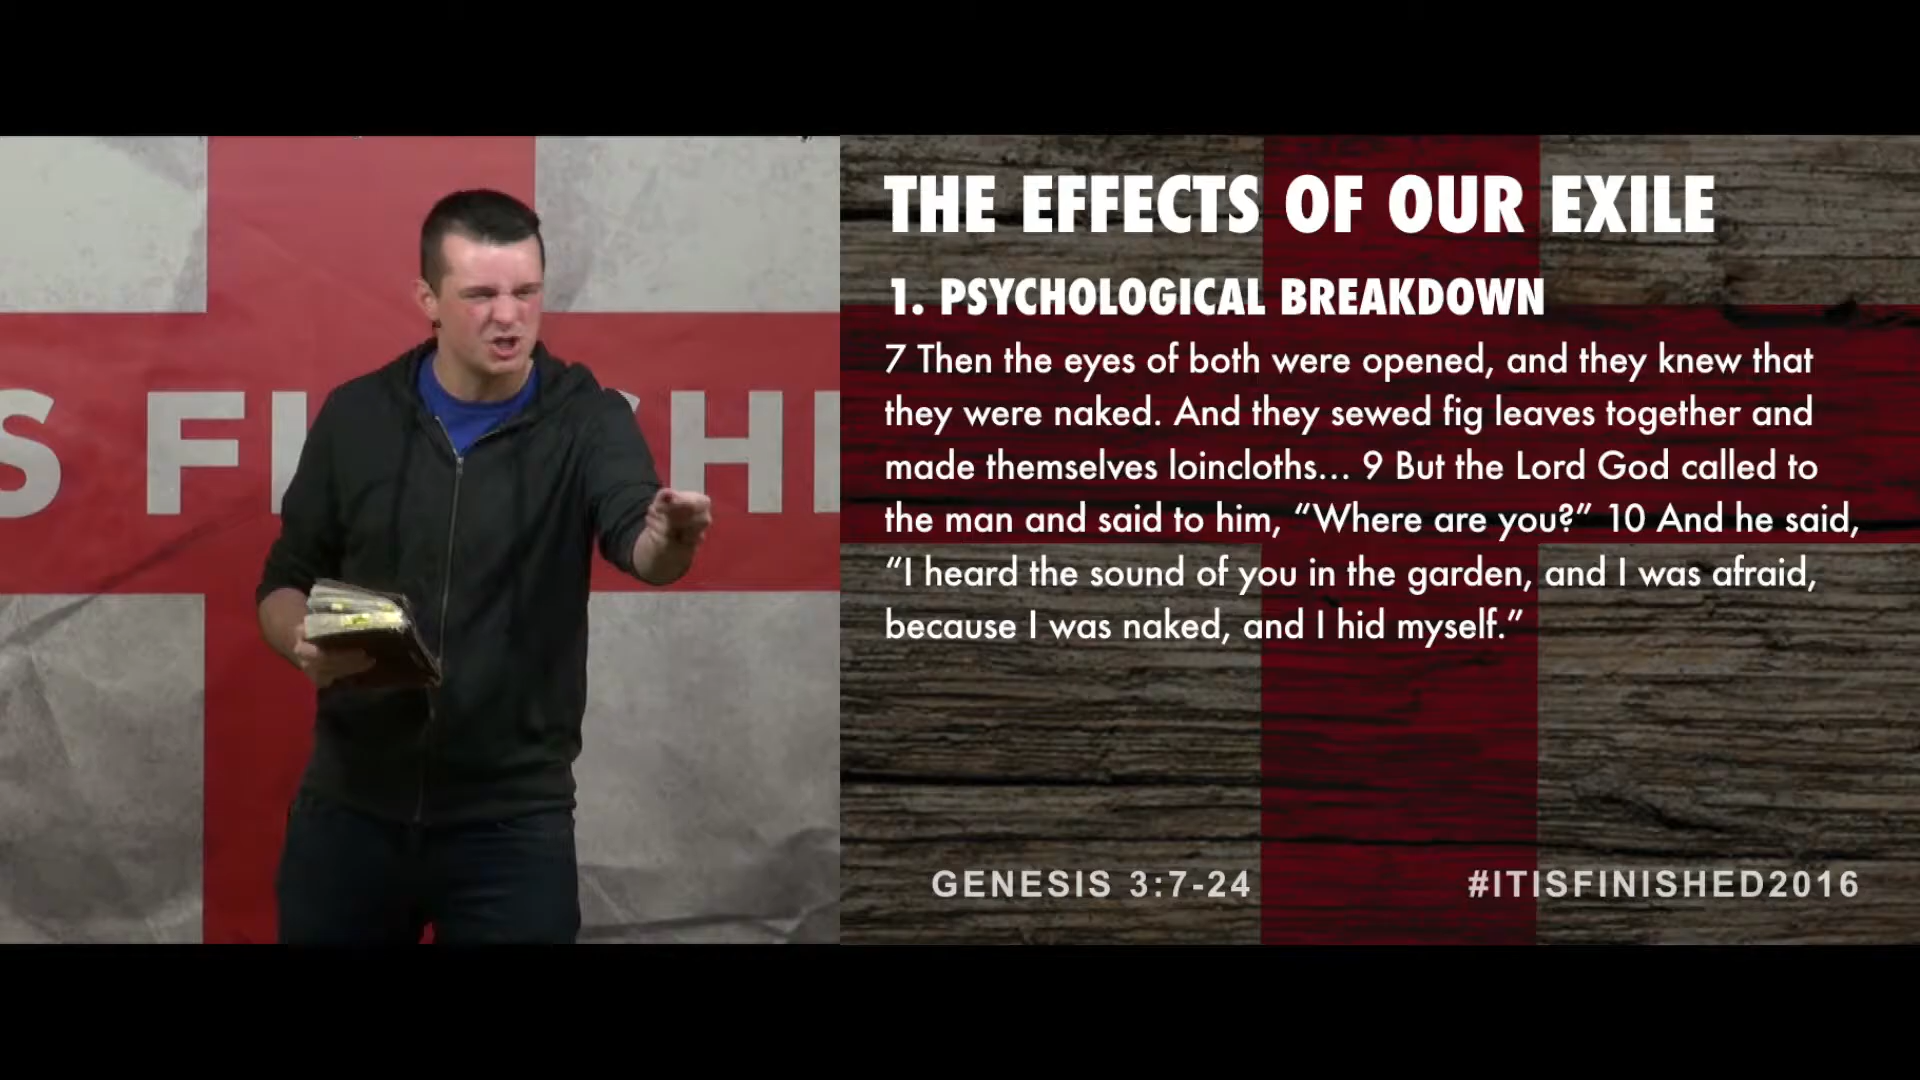 S FI SHI
THE EFFECTS OF OUR EXILE
1. PSYCHOLOGICAL BREAKDOWN
7 Then the eyes of both were opened, and they knew that
they were naked. And they sewed fig leaves together and
made themselves loincloths... 9 But the Lord God called to
the man and said to him, “Where are you?” 10 And he said,
“I heard the sound of you in the garden, and I was afraid,
because I was naked, and I hid myself.”
GENESIS 3:7-24
#ITISFINISHED2016